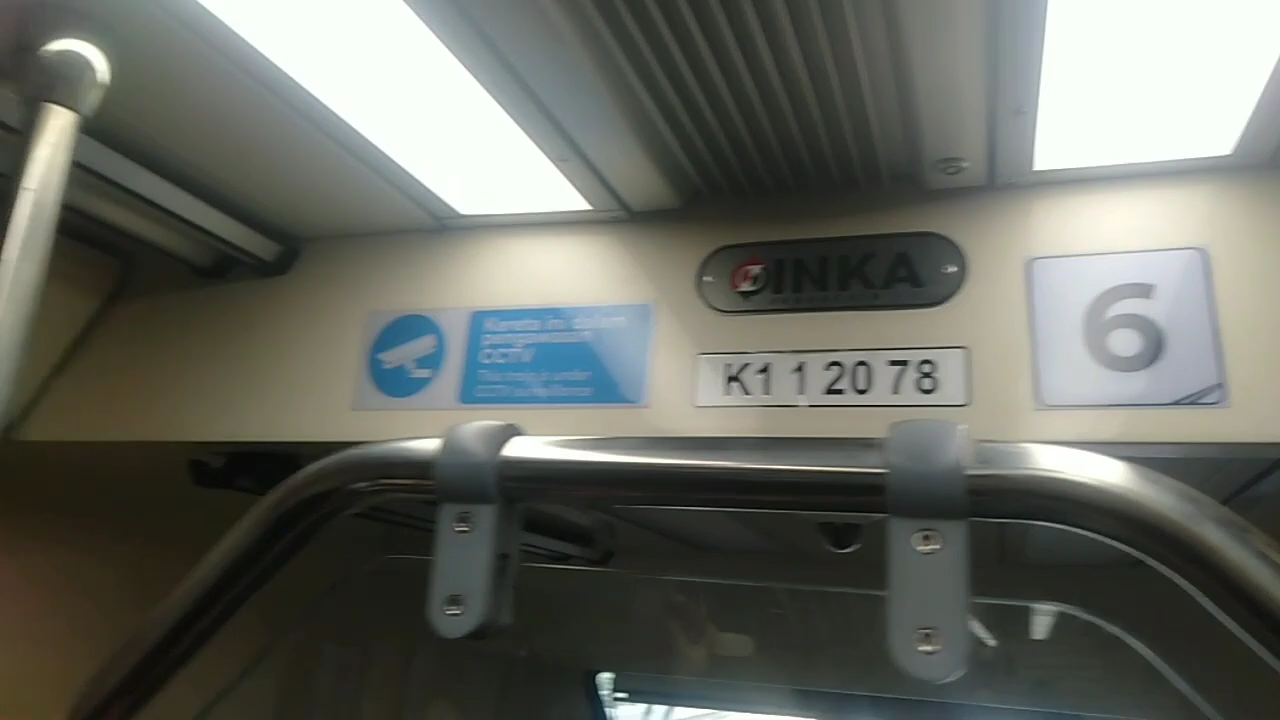 Kereta ini dalam
pengawasan
CCTV
INKA
K1 1 20 78
6